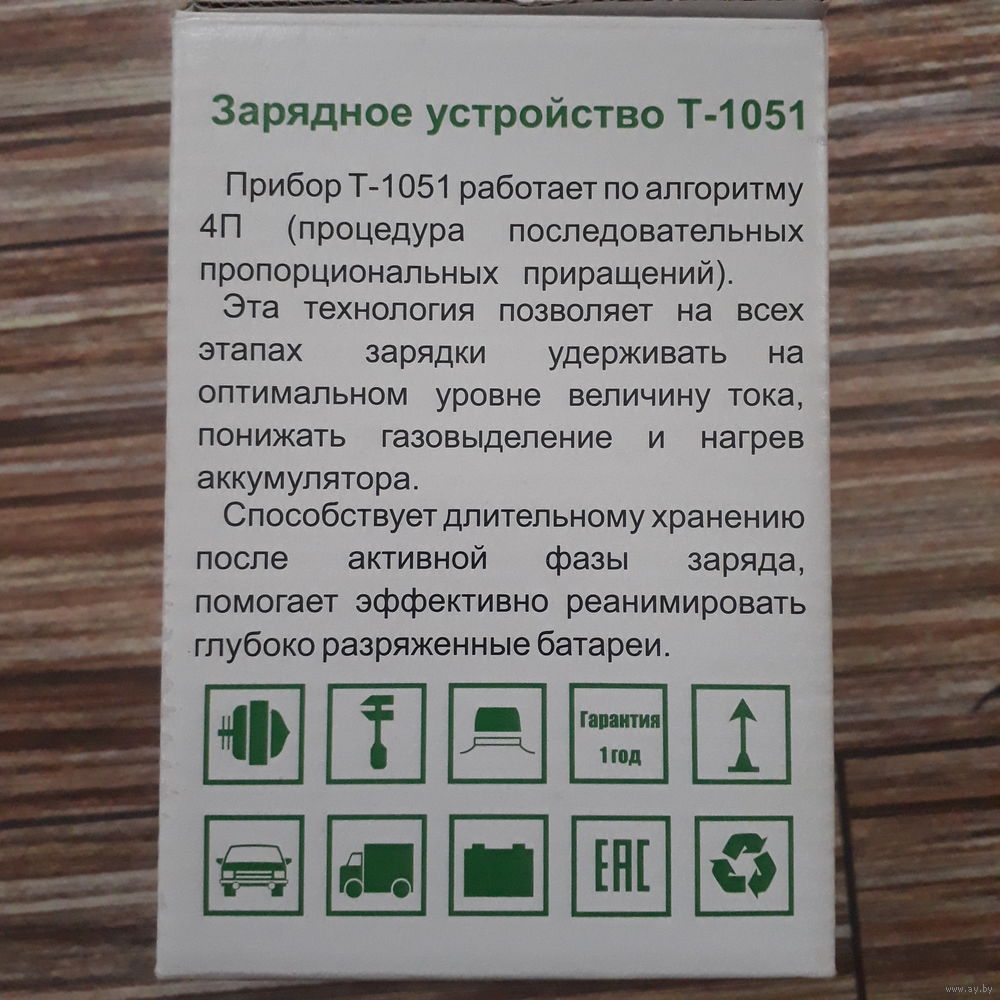 Зарядное устройство Т-1051
Прибор Т-1051 работает по алгоритму
4П (процедура последовательных
пропорциональных приращений).
Эта технология позволяет на всех
этапах зарядки удерживать на
оптимальном уровне величину тока,
понижать газовыделение и нагрев
аккумулятора.
Способствует длительному хранению
после активной фазы заряда,
помогает эффективно реанимировать
глубоко разряженные батареи.
Гарантия
1 год
ЕАС
www.ay.by